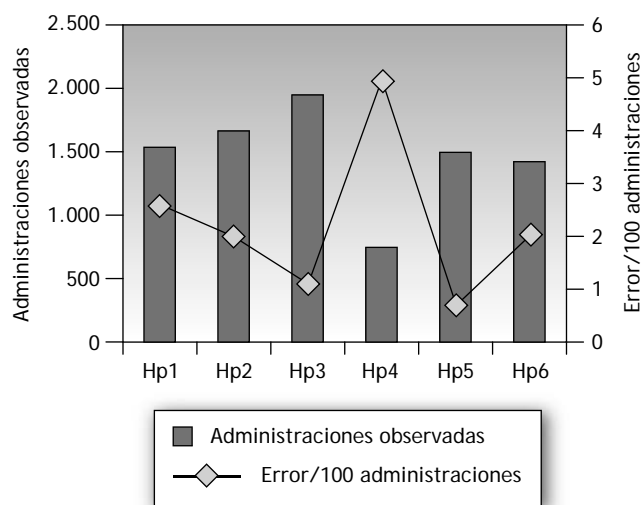 2.500
2.000
1.500
1.000
500
0
Administraciones observadas
6
5
4
3
2
1
0
Error/100 administraciones
Hp1 Hp2 Hp3 Hp4 Hp5 Hp6
Administraciones observadas
Error/100 administraciones